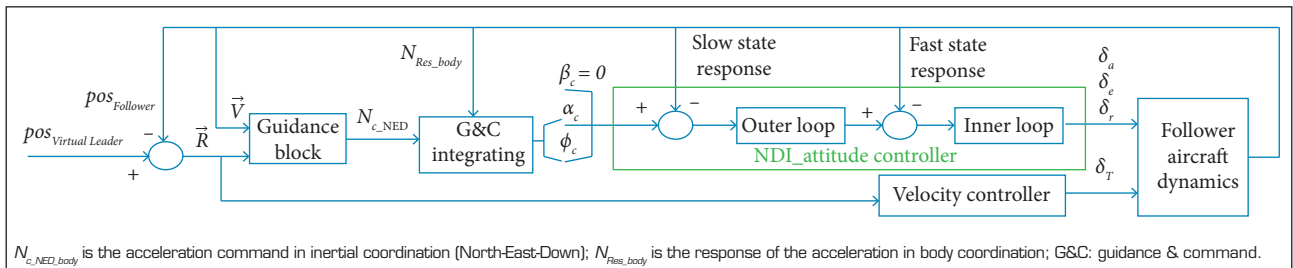 N_Res_body
Slow state
response
Fast state
response
β_c = 0
α_c
ϕ_c
pos_Follower
pos_Virtual Leader
−
+
R⃗
V⃗
Guidance
block
N_c_NED
G&C
integrating
+
−
Outer loop
+
−
Inner loop
NDI_attitude controller
δ_a
δ_e
δ_r
δ_T
Velocity controller
Follower
aircraft
dynamics
N_c_NED_body is the acceleration command in inertial coordination (North-East-Down); N_Res_body is the response of the acceleration in body coordination; G&C: guidance & command.